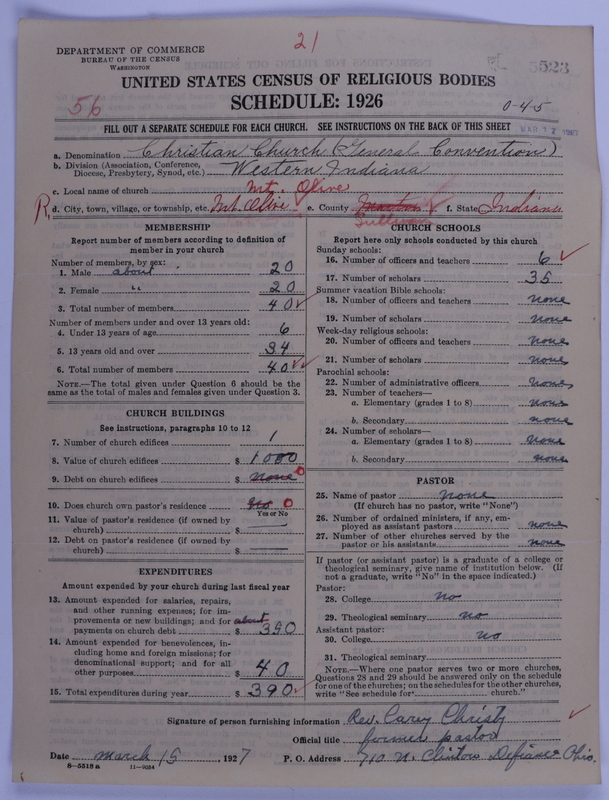 21
DEPARTMENT OF COMMERCE
BUREAU OF THE CENSUS
WASHINGTON
5523
UNITED STATES CENSUS OF RELIGIOUS BODIES
56
SCHEDULE: 1926
0-45
FILL OUT A SEPARATE SCHEDULE FOR EACH CHURCH. SEE INSTRUCTIONS ON THE BACK OF THIS SHEET
MAR 17 1927
a. Denomination Christian Church (General Convention)
b. Division (Association, Conference, Diocese, Presbytery, Synod, etc.) Western Indiana
c. Local name of church Mt. Olive
R, d. City, town, village, or township, etc. Mt. Olive e. County Sullivan f. State Indiana
MEMBERSHIP
Report number of members according to definition of
member in your church
Number of members, by sex:
1. Male about 20
2. Female " 20
3. Total number of members 40
Number of members under and over 13 years old:
4. Under 13 years of age 6
5. 13 years old and over 34
6. Total number of members 40
NOTE.—The total given under Question 6 should be
the same as the total of males and females given under Question 3.
CHURCH BUILDINGS
See instructions, paragraphs 10 to 12
7. Number of church edifices 1
8. Value of church edifices $ 1000
9. Debt on church edifices $ none 0
10. Does church own pastor's residence no 0
Yes or No
11. Value of pastor's residence (if owned by
church) $ —
12. Debt on pastor's residence (if owned by
church) $ —
EXPENDITURES
Amount expended by your church during last fiscal year
13. Amount expended for salaries, repairs,
and other running expenses; for im-
provements or new buildings; and for about
payments on church debt $ 350
14. Amount expended for benevolences, in-
cluding home and foreign missions; for
denominational support; and for all
other purposes $ 40
15. Total expenditures during year $ 390
CHURCH SCHOOLS
Report here only schools conducted by this church
Sunday schools:
16. Number of officers and teachers 6
17. Number of scholars 35
Summer vacation Bible schools:
18. Number of officers and teachers none
19. Number of scholars none
Week-day religious schools:
20. Number of officers and teachers none
21. Number of scholars none
Parochial schools:
22. Number of administrative officers none
23. Number of teachers—
a. Elementary (grades 1 to 8) none
b. Secondary none
24. Number of scholars—
a. Elementary (grades 1 to 8) none
b. Secondary none
PASTOR
25. Name of pastor none
(If church has no pastor, write "None")
26. Number of ordained ministers, if any, em-
ployed as assistant pastors none
27. Number of other churches served by the
pastor or his assistants none
If pastor (or assistant pastor) is a graduate of a college or
theological seminary, give name of institution below. (If
not a graduate, write "No" in the space indicated.)
Pastor:
28. College no
29. Theological seminary no
Assistant pastor:
30. College no
31. Theological seminary
NOTE.—Where one pastor serves two or more churches,
Questions 28 and 29 should be answered only on the schedule
for one of the churches; on the schedules for the other churches,
write "See schedule for church."
Signature of person furnishing information Rev. Carey Christy
Official title former pastor
Date march 15, 1927 P. O. Address 710 N. Clinton Defiance Ohio.
8—5518 a 11—9034